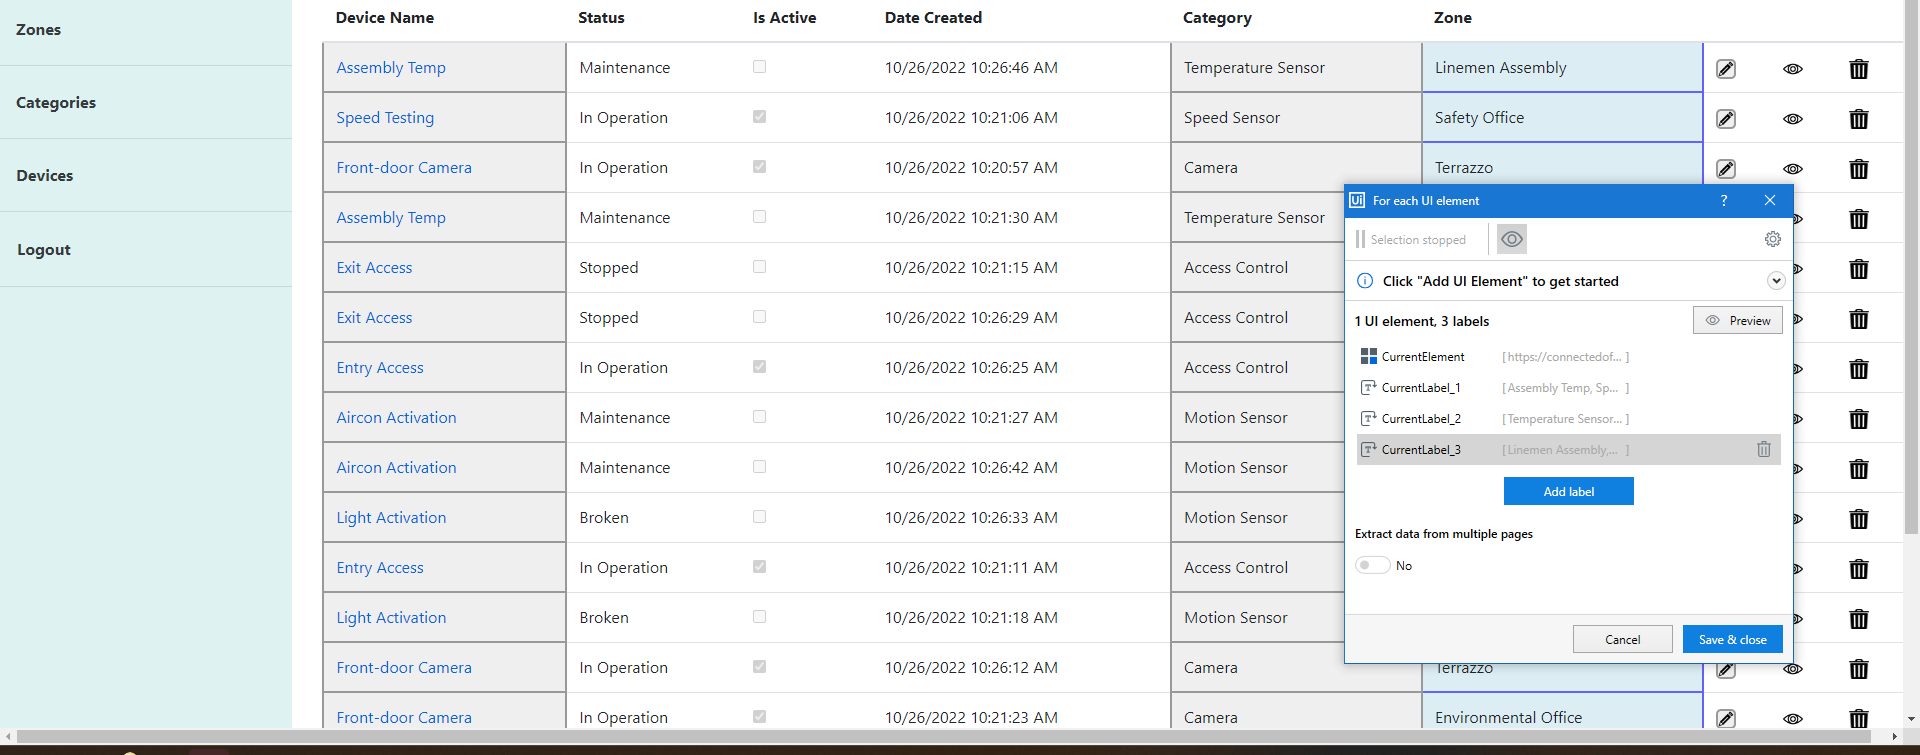 Zones
Categories
Devices
Logout
Device Name Status Is Active Date Created Category Zone
Assembly Temp Maintenance 10/26/2022 10:26:46 AM Temperature Sensor Linemen Assembly
Speed Testing In Operation 10/26/2022 10:21:06 AM Speed Sensor Safety Office
Front-door Camera In Operation 10/26/2022 10:20:57 AM Camera Terrazzo
Assembly Temp Maintenance 10/26/2022 10:21:30 AM Temperature Sensor
Exit Access Stopped 10/26/2022 10:21:15 AM Access Control
Exit Access Stopped 10/26/2022 10:26:29 AM Access Control
Entry Access In Operation 10/26/2022 10:26:25 AM Access Control
Aircon Activation Maintenance 10/26/2022 10:21:27 AM Motion Sensor
Aircon Activation Maintenance 10/26/2022 10:26:42 AM Motion Sensor
Light Activation Broken 10/26/2022 10:26:33 AM Motion Sensor
Entry Access In Operation 10/26/2022 10:21:11 AM Access Control
Light Activation Broken 10/26/2022 10:21:18 AM Motion Sensor
Front-door Camera In Operation 10/26/2022 10:26:12 AM Camera Terrazzo
Front-door Camera In Operation 10/26/2022 10:21:23 AM Camera Environmental Office
Ui For each UI element ?
Selection stopped
Click "Add UI Element" to get started
1 UI element, 3 labels Preview
CurrentElement [ https://connectedof... ]
CurrentLabel_1 [ Assembly Temp, Sp... ]
CurrentLabel_2 [ Temperature Sensor... ]
CurrentLabel_3 [ Linemen Assembly,... ]
Add label
Extract data from multiple pages
No
Cancel Save & close